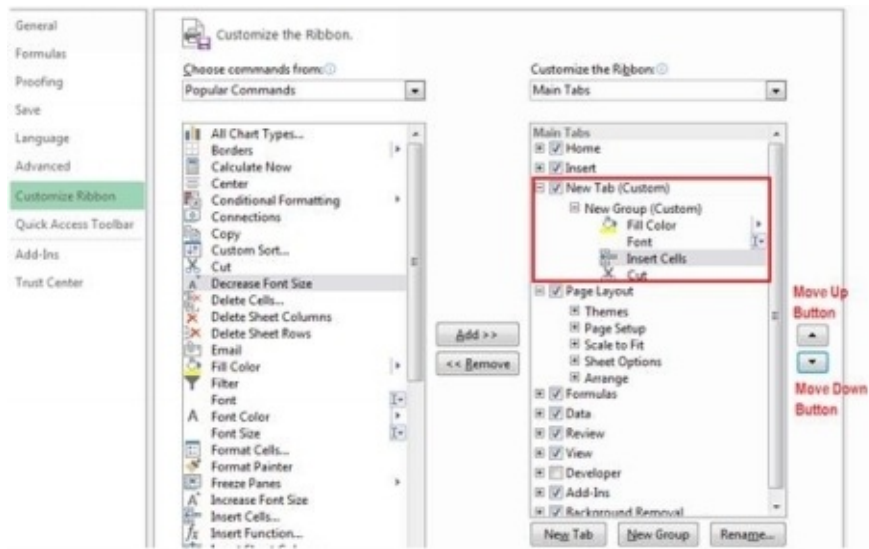 General
Formulas
Proofing
Save
Language
Advanced
Customize Ribbon
Quick Access Toolbar
Add-Ins
Trust Center
Customize the Ribbon.
Choose commands from:
Popular Commands
All Chart Types...
Borders
Calculate Now
Center
Conditional Formatting
Connections
Copy
Custom Sort...
Cut
Decrease Font Size
Delete Cells...
Delete Sheet Columns
Delete Sheet Rows
Email
Fill Color
Filter
Font
Font Color
Font Size
Format Cells...
Format Painter
Freeze Panes
Increase Font Size
Insert Cells...
Insert Function...
Add >>
<< Remove
Customize the Ribbon:
Main Tabs
Main Tabs
Home
Insert
New Tab (Custom)
New Group (Custom)
Fill Color
Font
Insert Cells
Cut
Page Layout
Themes
Page Setup
Scale to Fit
Sheet Options
Arrange
Formulas
Data
Review
View
Developer
Add-Ins
Background Removal
New Tab
New Group
Rename...
Move Up
Button
Move Down
Button